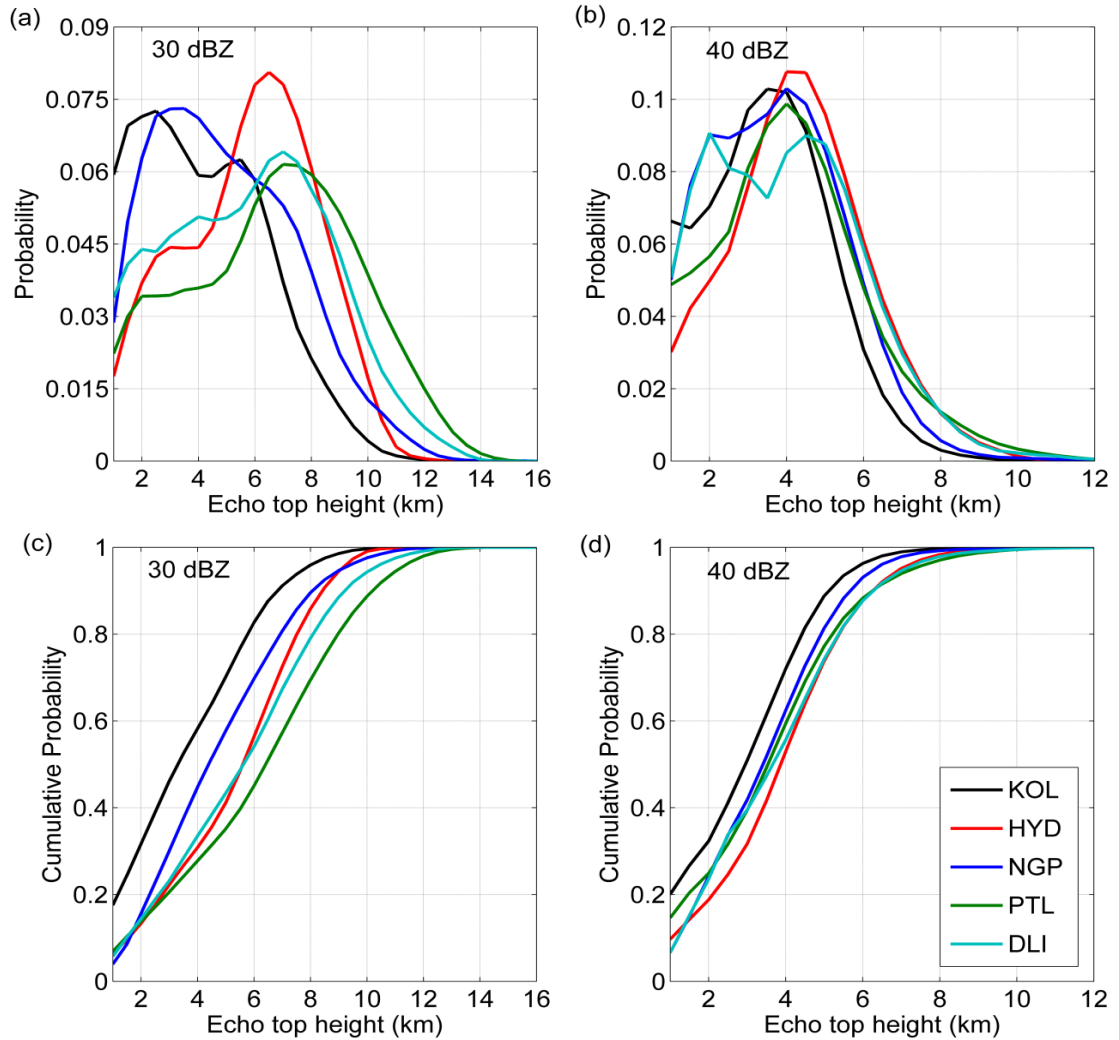 (a)
30 dBZ
0.09
0.075
0.06
0.045
0.03
0.015
0
Probability
2 4 6 8 10 12 14 16
Echo top height (km)
(b)
40 dBZ
0.12
0.1
0.08
0.06
0.04
0.02
0
Probability
2 4 6 8 10 12
Echo top height (km)
(c)
30 dBZ
1
0.8
0.6
0.4
0.2
0
Cumulative Probability
2 4 6 8 10 12 14 16
Echo top height (km)
(d)
40 dBZ
1
0.8
0.6
0.4
0.2
0
Cumulative Probability
KOL
HYD
NGP
PTL
DLI
2 4 6 8 10 12
Echo top height (km)